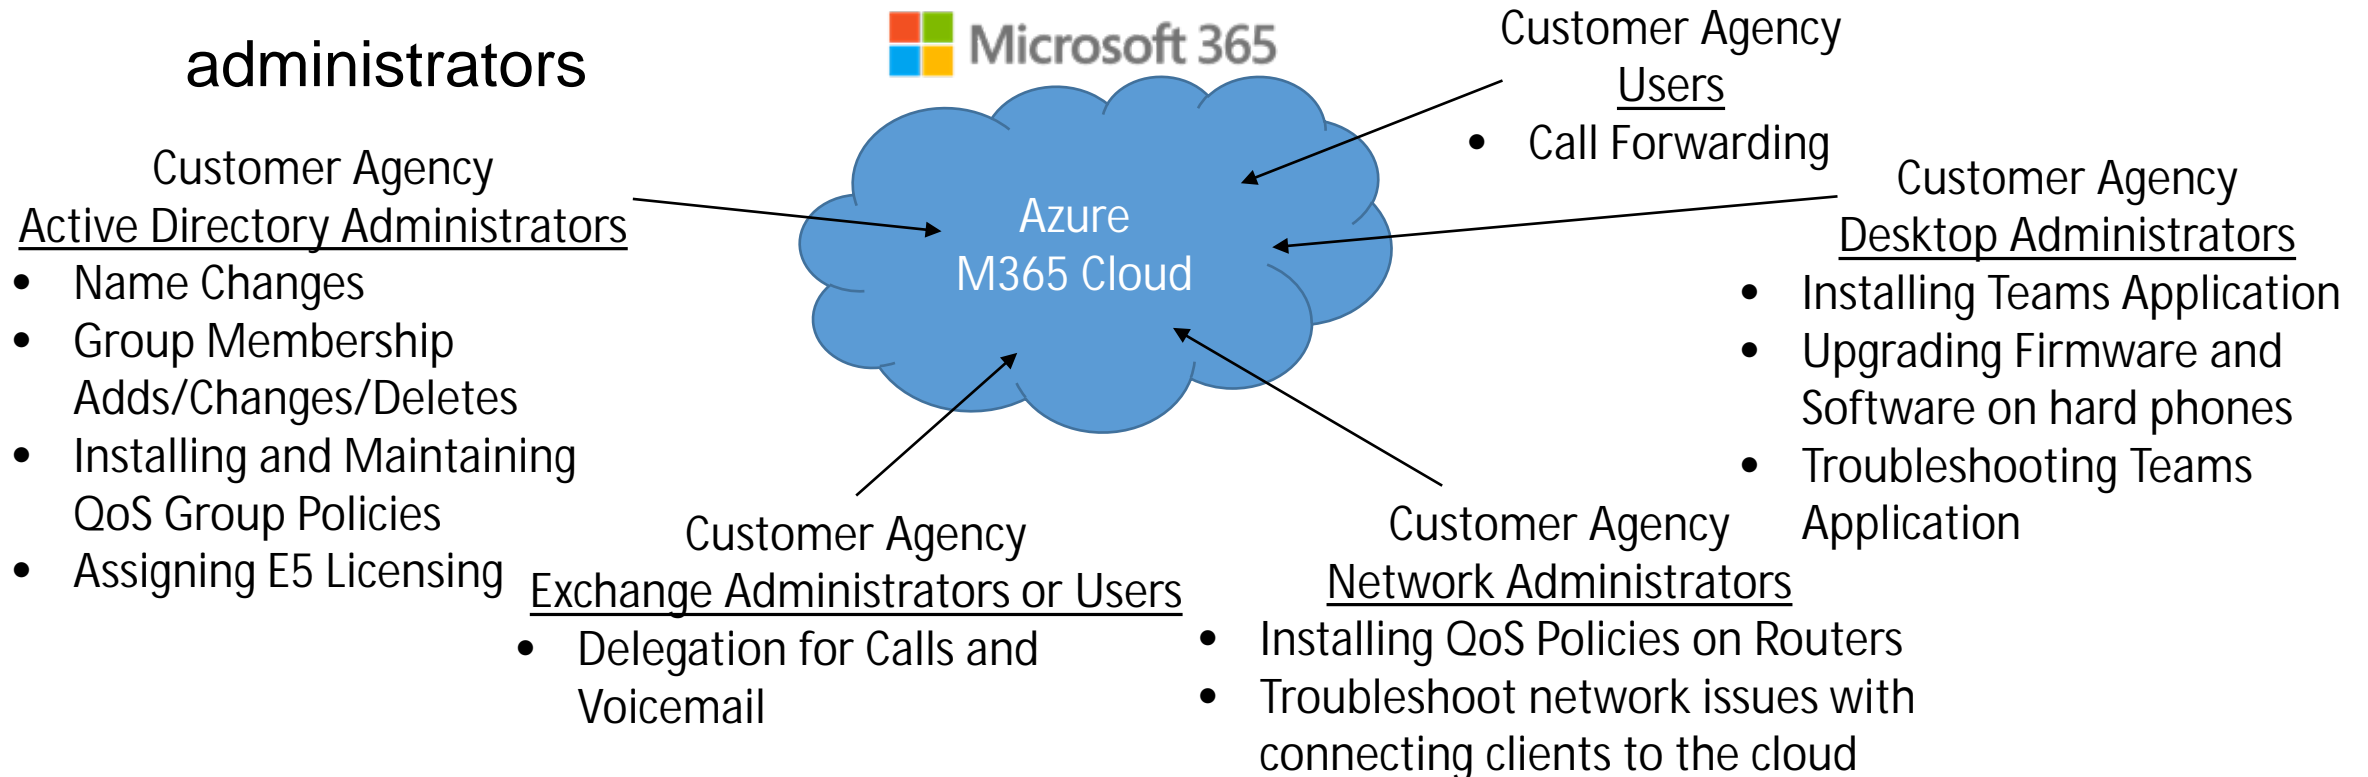 administrators
Microsoft 365
Customer Agency
Users
• Call Forwarding
Customer Agency
Active Directory Administrators
• Name Changes
• Group Membership
Adds/Changes/Deletes
• Installing and Maintaining
QoS Group Policies
• Assigning E5 Licensing
Azure
M365 Cloud
Customer Agency
Desktop Administrators
• Installing Teams Application
• Upgrading Firmware and
Software on hard phones
• Troubleshooting Teams
Application
Customer Agency
Exchange Administrators or Users
• Delegation for Calls and
Voicemail
Customer Agency
Network Administrators
• Installing QoS Policies on Routers
• Troubleshoot network issues with
connecting clients to the cloud